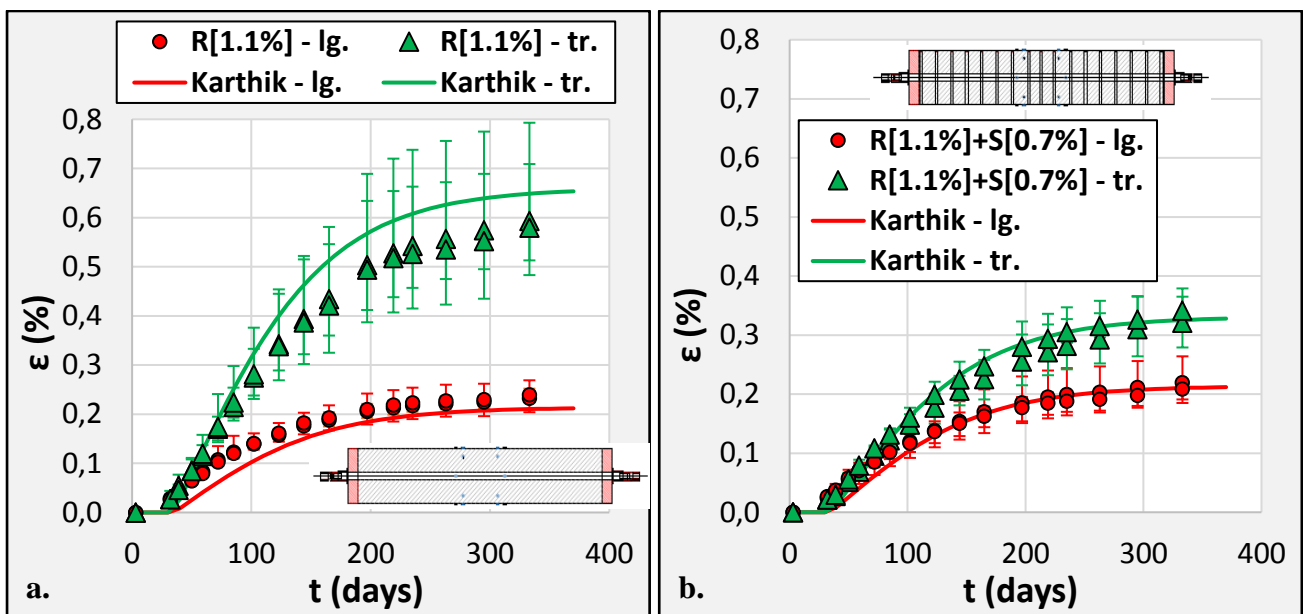 R[1.1%] - lg. R[1.1%] - tr.
Karthik - lg. Karthik - tr.
0,8
0,7
0,6
0,5
0,4
0,3
0,2
0,1
0,0
ε (%)
0 100 200 300 400
t (days)
a.
R[1.1%]+S[0.7%] - lg.
R[1.1%]+S[0.7%] - tr.
Karthik - lg.
Karthik - tr.
0,8
0,7
0,6
0,5
0,4
0,3
0,2
0,1
0,0
ε (%)
0 100 200 300 400
t (days)
b.